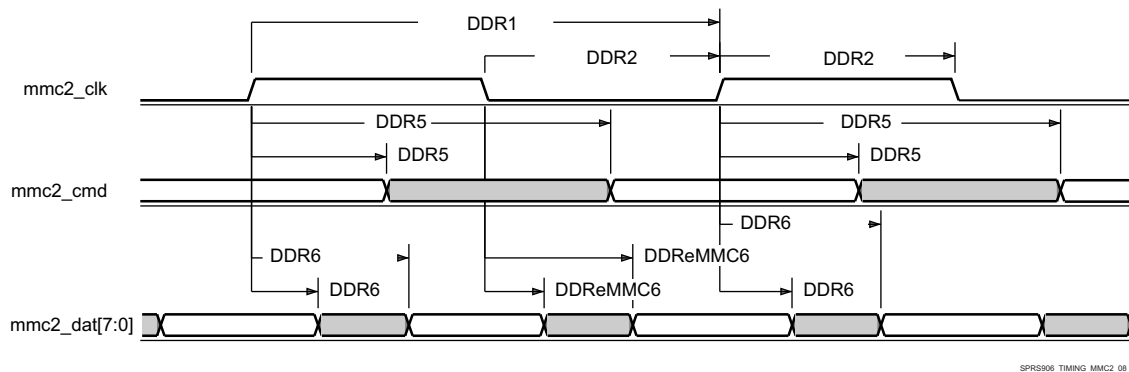 DDR1
DDR2 DDR2
mmc2_clk
DDR5 DDR5
DDR5 DDR5
mmc2_cmd
DDR6
DDR6 DDReMMC6
DDR6 DDReMMC6 DDR6
mmc2_dat[7:0]
SPRS906_TIMING_MMC2_08